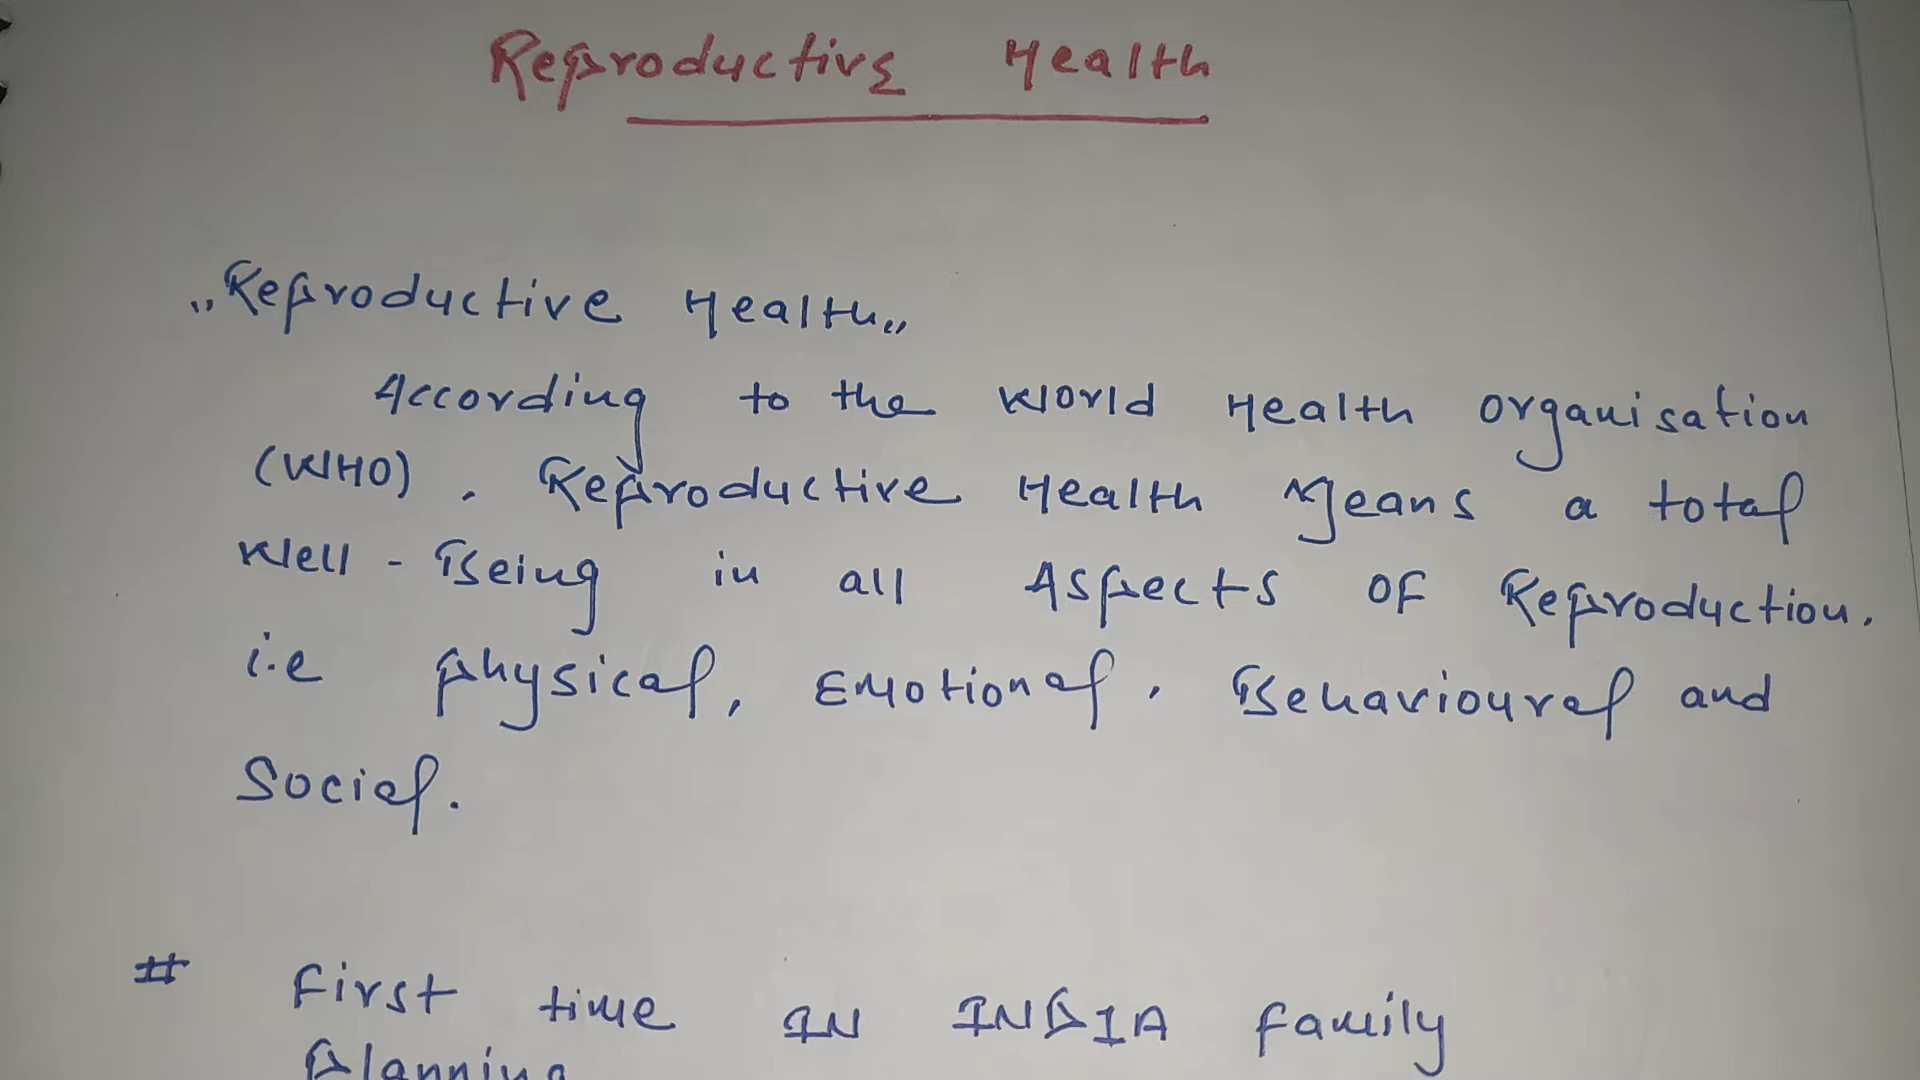 Reproductive Health
"Reproductive Health"
According to the World Health Organisation
(WHO), Reproductive Health Means a total
Well-Being in all Aspects OF Reproduction,
i.e physical, Emotional, Behavioural and
Social.
# First time IN INDIA Family
planning